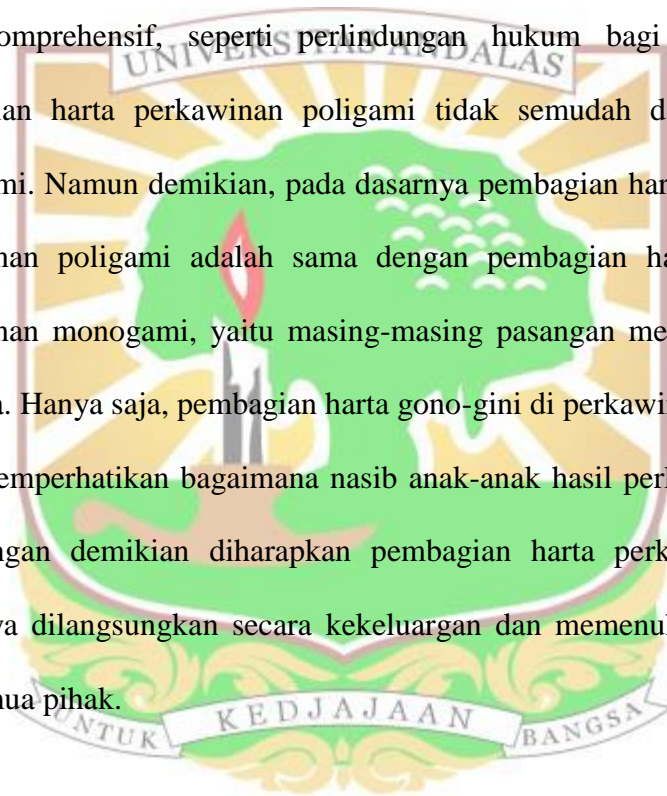 omprehensif, seperti perlindungan hukum bagi
UNIVERSITAS ANDALAS
an harta perkawinan poligami tidak semudah d
mi. Namun demikian, pada dasarnya pembagian har
nan poligami adalah sama dengan pembagian ha
nan monogami, yaitu masing-masing pasangan me
a. Hanya saja, pembagian harta gono-gini di perkawi
emperhatikan bagaimana nasib anak-anak hasil perk
ngan demikian diharapkan pembagian harta perk
ya dilangsungkan secara kekeluargan dan memenu
nua pihak.
UNTUK KEDJAJAAN BANGSA